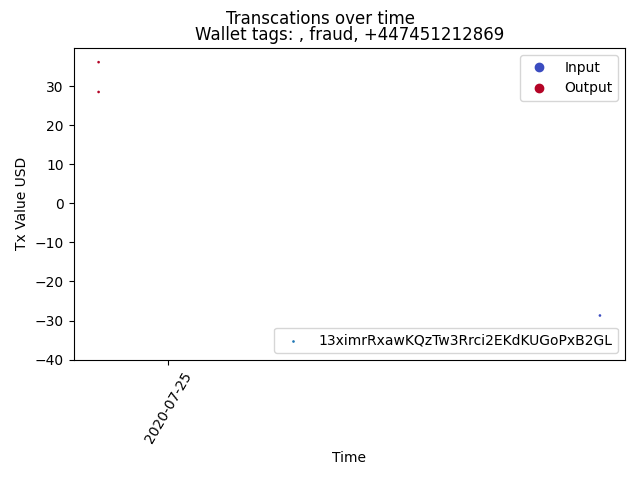 Transcations over time
Wallet tags: , fraud, +447451212869
Input
Output
Tx Value USD
30
20
10
0
−10
−20
−30
−40
13ximrRxawKQzTw3Rrci2EKdKUGoPxB2GL
2020-07-25
Time